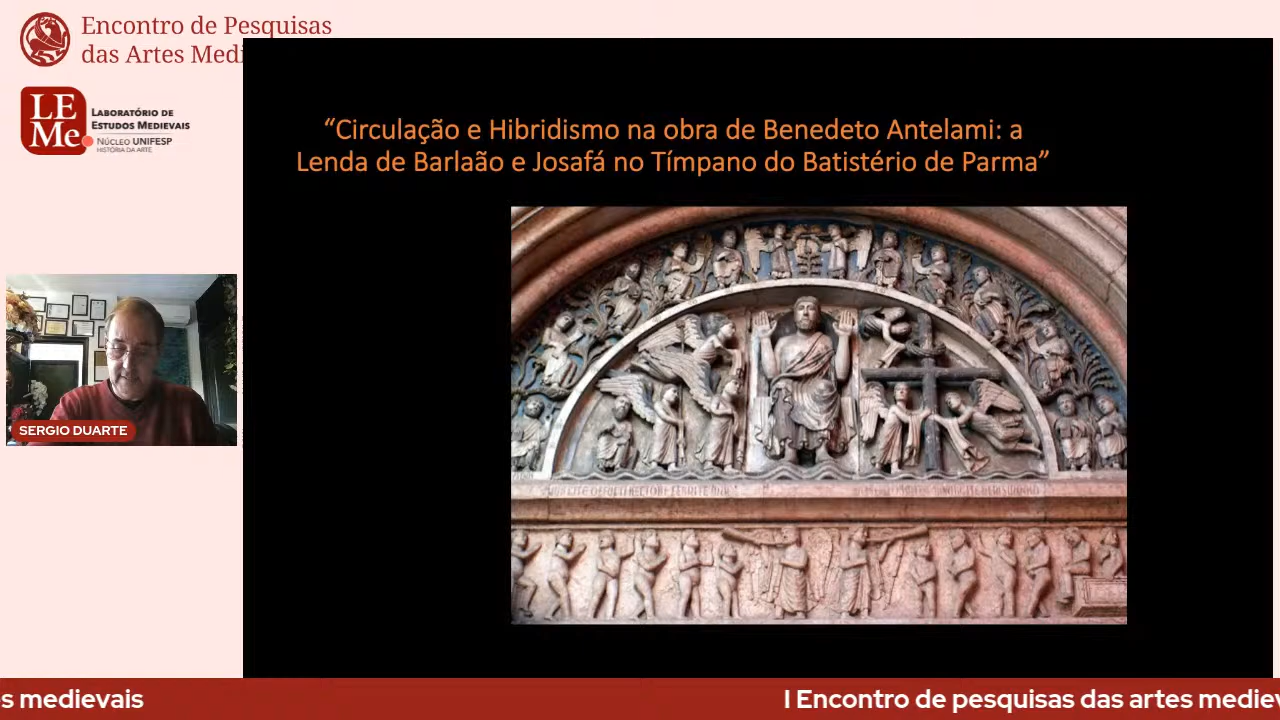 Encontro de Pesquisas
das Artes Medi
LE
Me
LABORATÓRIO DE
ESTUDOS MEDIEVAIS
NÚCLEO UNIFESP
HISTÓRIA DA ARTE
“Circulação e Hibridismo na obra de Benedeto Antelami: a
Lenda de Barlaão e Josafá no Tímpano do Batistério de Parma”
SERGIO DUARTE
s medievais
I Encontro de pesquisas das artes mediev